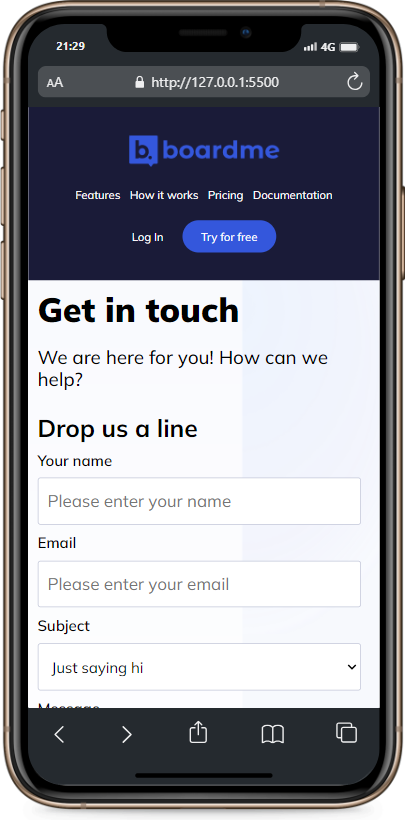 21:29
4G
AA
http://127.0.0.1:5500
b. boardme
Features How it works Pricing Documentation
Log In Try for free
Get in touch
We are here for you! How can we
help?
Drop us a line
Your name
Please enter your name
Email
Please enter your email
Subject
Just saying hi
Message